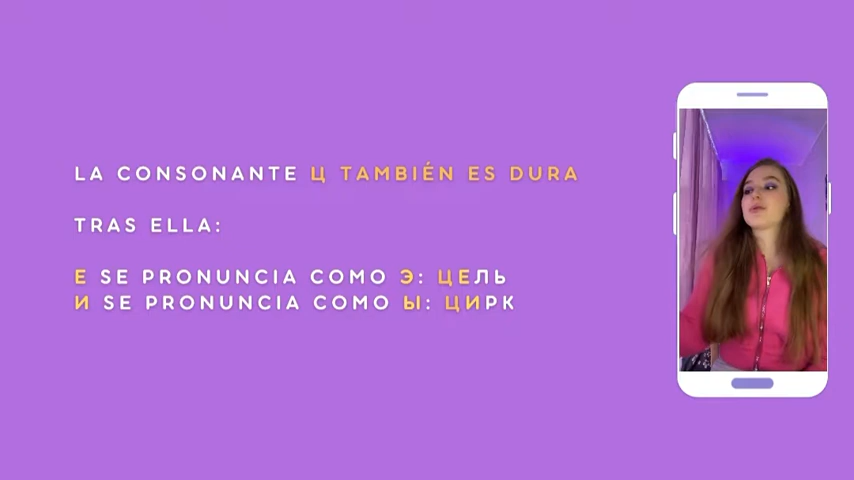 LA CONSONANTE Ц TAMBIÉN ES DURA
TRAS ELLA:
Е SE PRONUNCIA COMO Э: ЦЕЛЬ
И SE PRONUNCIA COMO Ы: ЦИРК